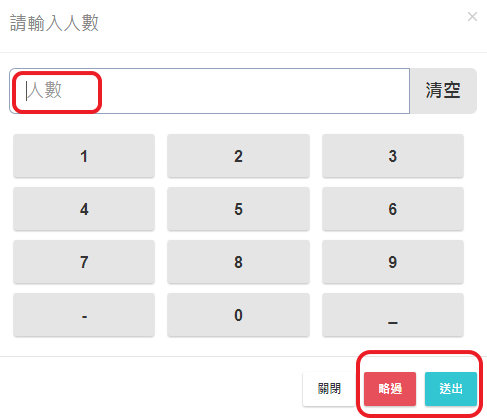 請輸入人數
×
人數
清空
1 2 3
4 5 6
7 8 9
- 0 _
關閉 略過 送出